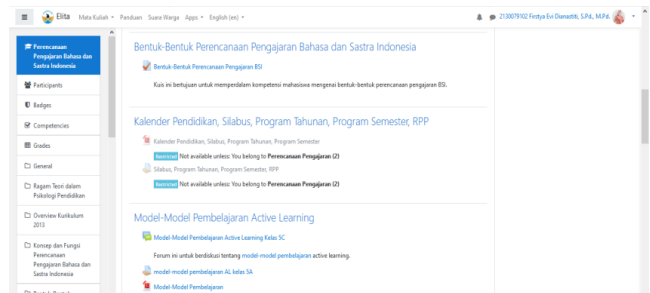 Elita Mata Kuliah Panduan Suara Warga Apps English (en) 2130079102 Firstya Evi Dianastiti, S.Pd., M.Pd.
Perencanaan
Pengajaran Bahasa dan
Sastra Indonesia
Participants
Badges
Competencies
Grades
General
Ragam Teori dalam
Psikologi Pendidikan
Overview Kurikulum
2013
Konsep dan Fungsi
Perencanaan
Pengajaran Bahasa dan
Sastra Indonesia
Bentuk-Bentuk Perencanaan Pengajaran Bahasa dan Sastra Indonesia
Bentuk-Bentuk Perencanaan Pengajaran BSI
Kuis ini bertujuan untuk memperdalam kompetensi mahasiswa mengenai bentuk-bentuk perencanaan pengajaran BSI.
Kalender Pendidikan, Silabus, Program Tahunan, Program Semester, RPP
Kalender Pendidikan, Silabus, Program Tahunan, Program Semester
Restricted Not available unless: You belong to Perencanaan Pengajaran (2)
Silabus, Program Tahunan, Program Semester, RPP
Restricted Not available unless: You belong to Perencanaan Pengajaran (2)
Model-Model Pembelajaran Active Learning
Model-Model Pembelajaran Active Learning Kelas 5C
Forum ini untuk berdiskusi tentang model-model pembelajaran active learning.
model-model pembelajaran AL kelas 5A
Model-Model Pembelajaran